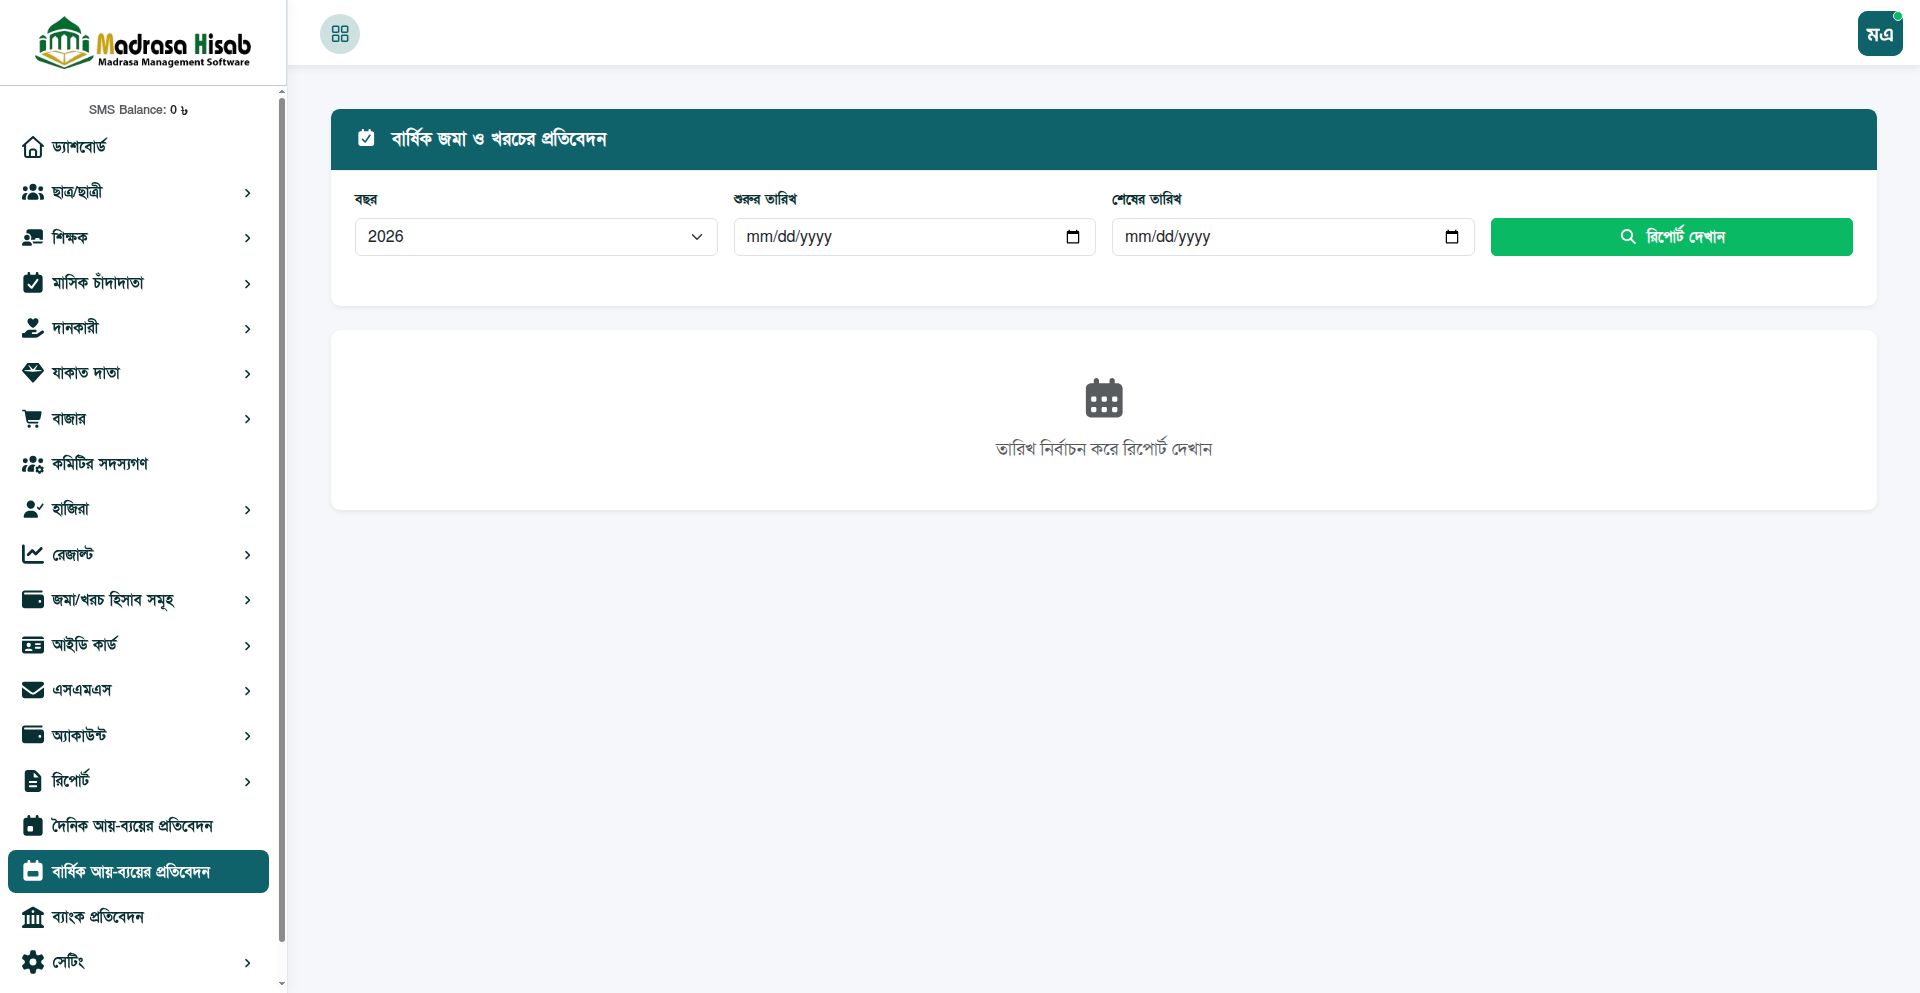 Madrasa Hisab
Madrasa Management Software
মএ
SMS Balance: 0 ৳
ড্যাশবোর্ড
ছাত্র/ছাত্রী
শিক্ষক
মাসিক চাঁদাদাতা
দানকারী
যাকাত দাতা
বাজার
কমিটির সদস্যগণ
হাজিরা
রেজাল্ট
জমা/খরচ হিসাব সমূহ
আইডি কার্ড
এসএমএস
অ্যাকাউন্ট
রিপোর্ট
দৈনিক আয়-ব্যয়ের প্রতিবেদন
বার্ষিক আয়-ব্যয়ের প্রতিবেদন
ব্যাংক প্রতিবেদন
সেটিং
বার্ষিক জমা ও খরচের প্রতিবেদন
বছর
2026
শুরুর তারিখ
mm/dd/yyyy
শেষের তারিখ
mm/dd/yyyy
রিপোর্ট দেখান
তারিখ নির্বাচন করে রিপোর্ট দেখান